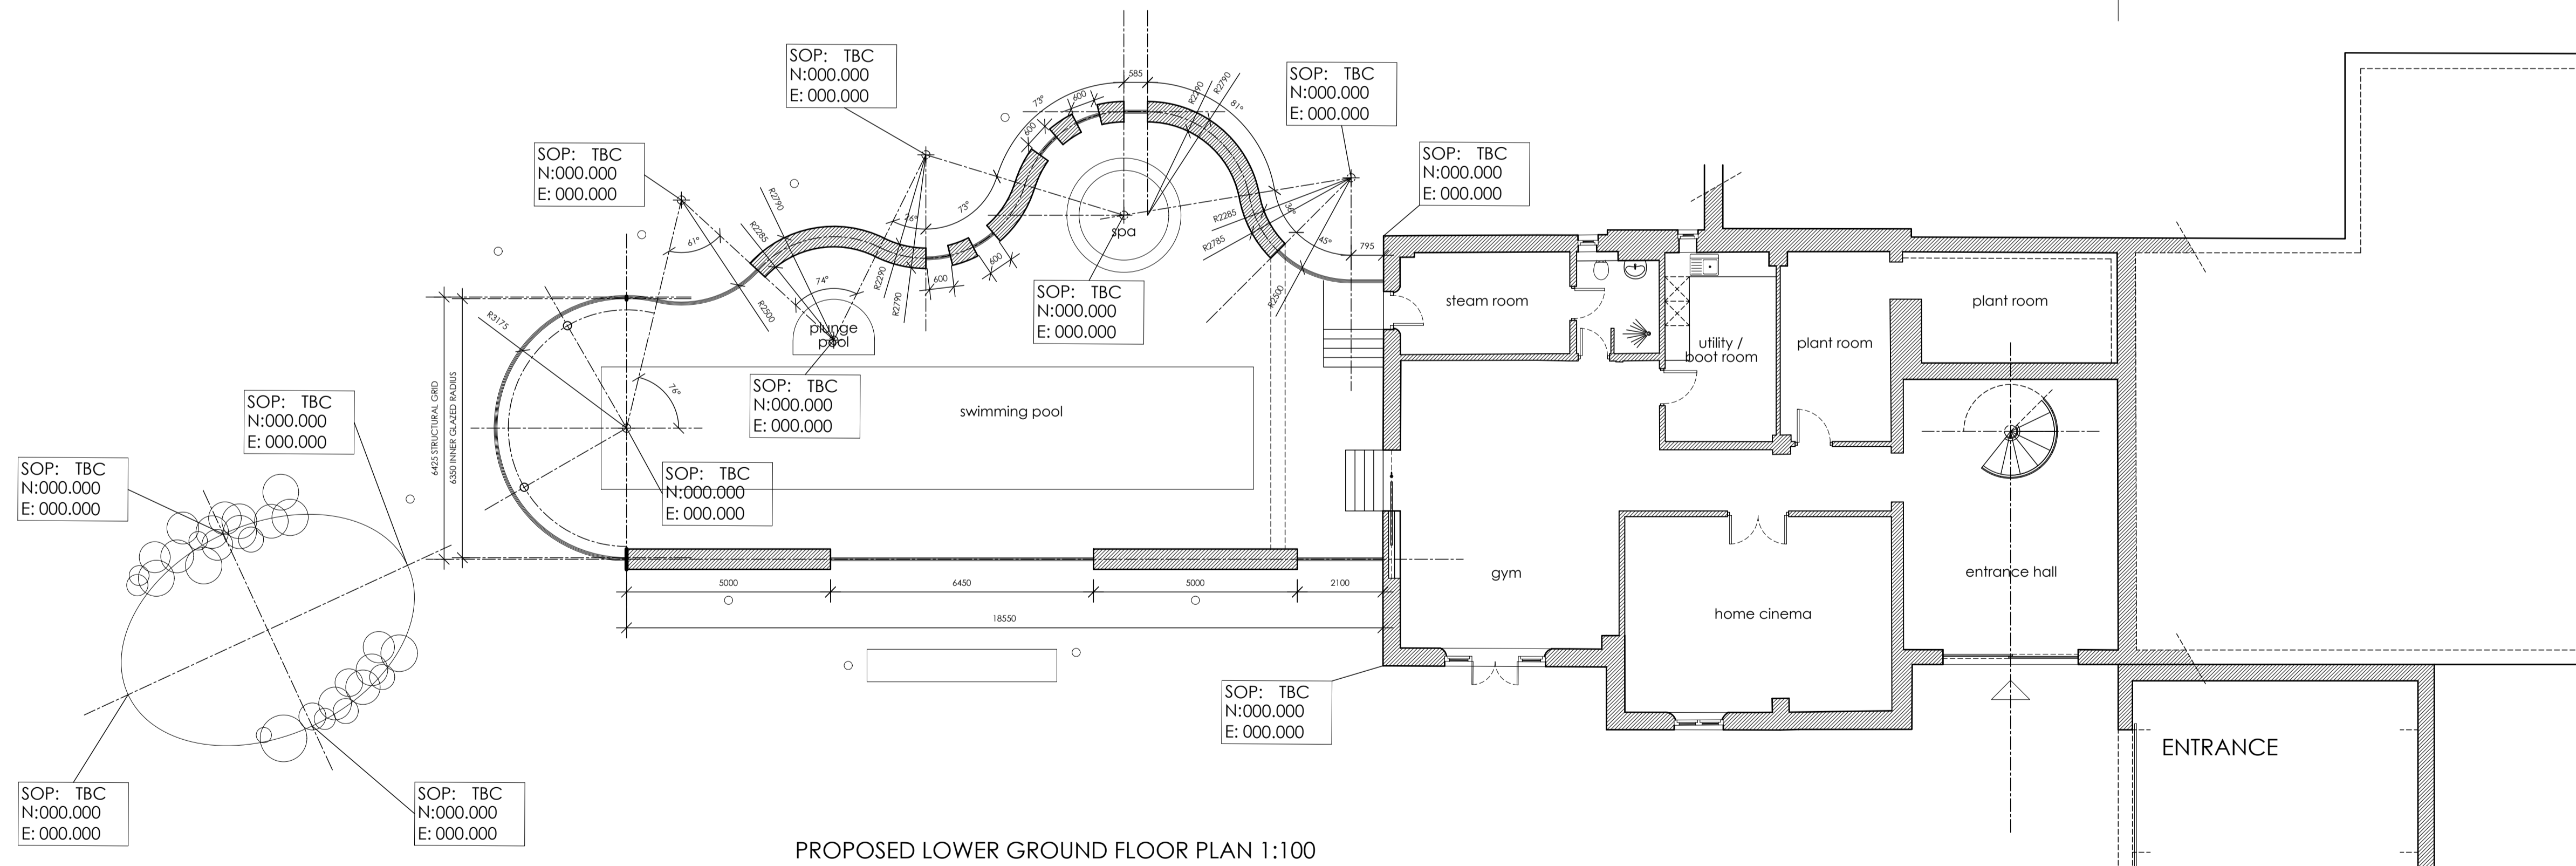 SOP: TBC
N:000.000
E: 000.000
SOP: TBC
N:000.000
E: 000.000
SOP: TBC
N:000.000
E: 000.000
SOP: TBC
N:000.000
E: 000.000
585
73°
600
600
R2290
R2790
81°
R2790
R2285
26°
73°
61°
R2500
74°
R2290
R2790
600
600
spa
R2285
R2785
36°
45°
795
R2500
plunge
pool
SOP: TBC
N:000.000
E: 000.000
SOP: TBC
N:000.000
E: 000.000
R3175
76°
6425 STRUCTURAL GRID
6350 INNER GLAZED RADIUS
swimming pool
steam room
utility /
boot room
plant room
plant room
SOP: TBC
N:000.000
E: 000.000
SOP: TBC
N:000.000
E: 000.000
SOP: TBC
N:000.000
E: 000.000
5000
6450
5000
2100
18550
gym
home cinema
entrance hall
SOP: TBC
N:000.000
E: 000.000
ENTRANCE
SOP: TBC
N:000.000
E: 000.000
SOP: TBC
N:000.000
E: 000.000
PROPOSED LOWER GROUND FLOOR PLAN 1:100